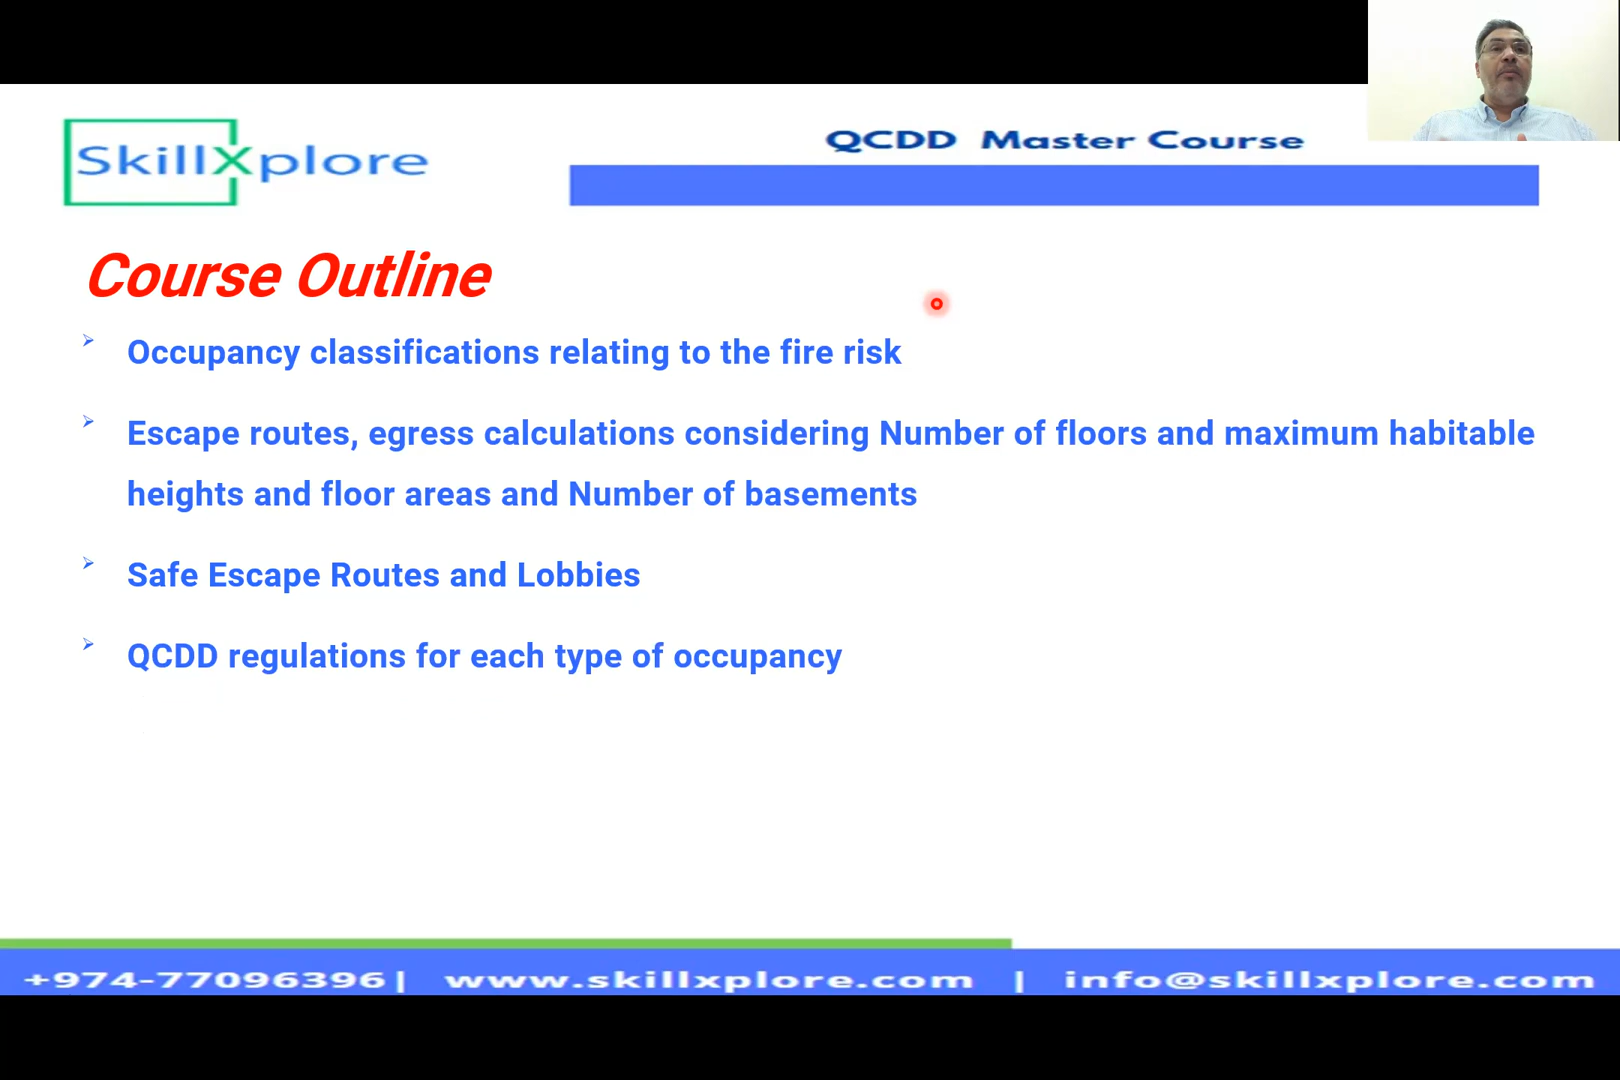 SkillXplore
QCDD Master Course
Course Outline
Occupancy classifications relating to the fire risk
Escape routes, egress calculations considering Number of floors and maximum habitable
heights and floor areas and Number of basements
Safe Escape Routes and Lobbies
QCDD regulations for each type of occupancy
+974-77096396| www.skillxplore.com | info@skillxplore.com